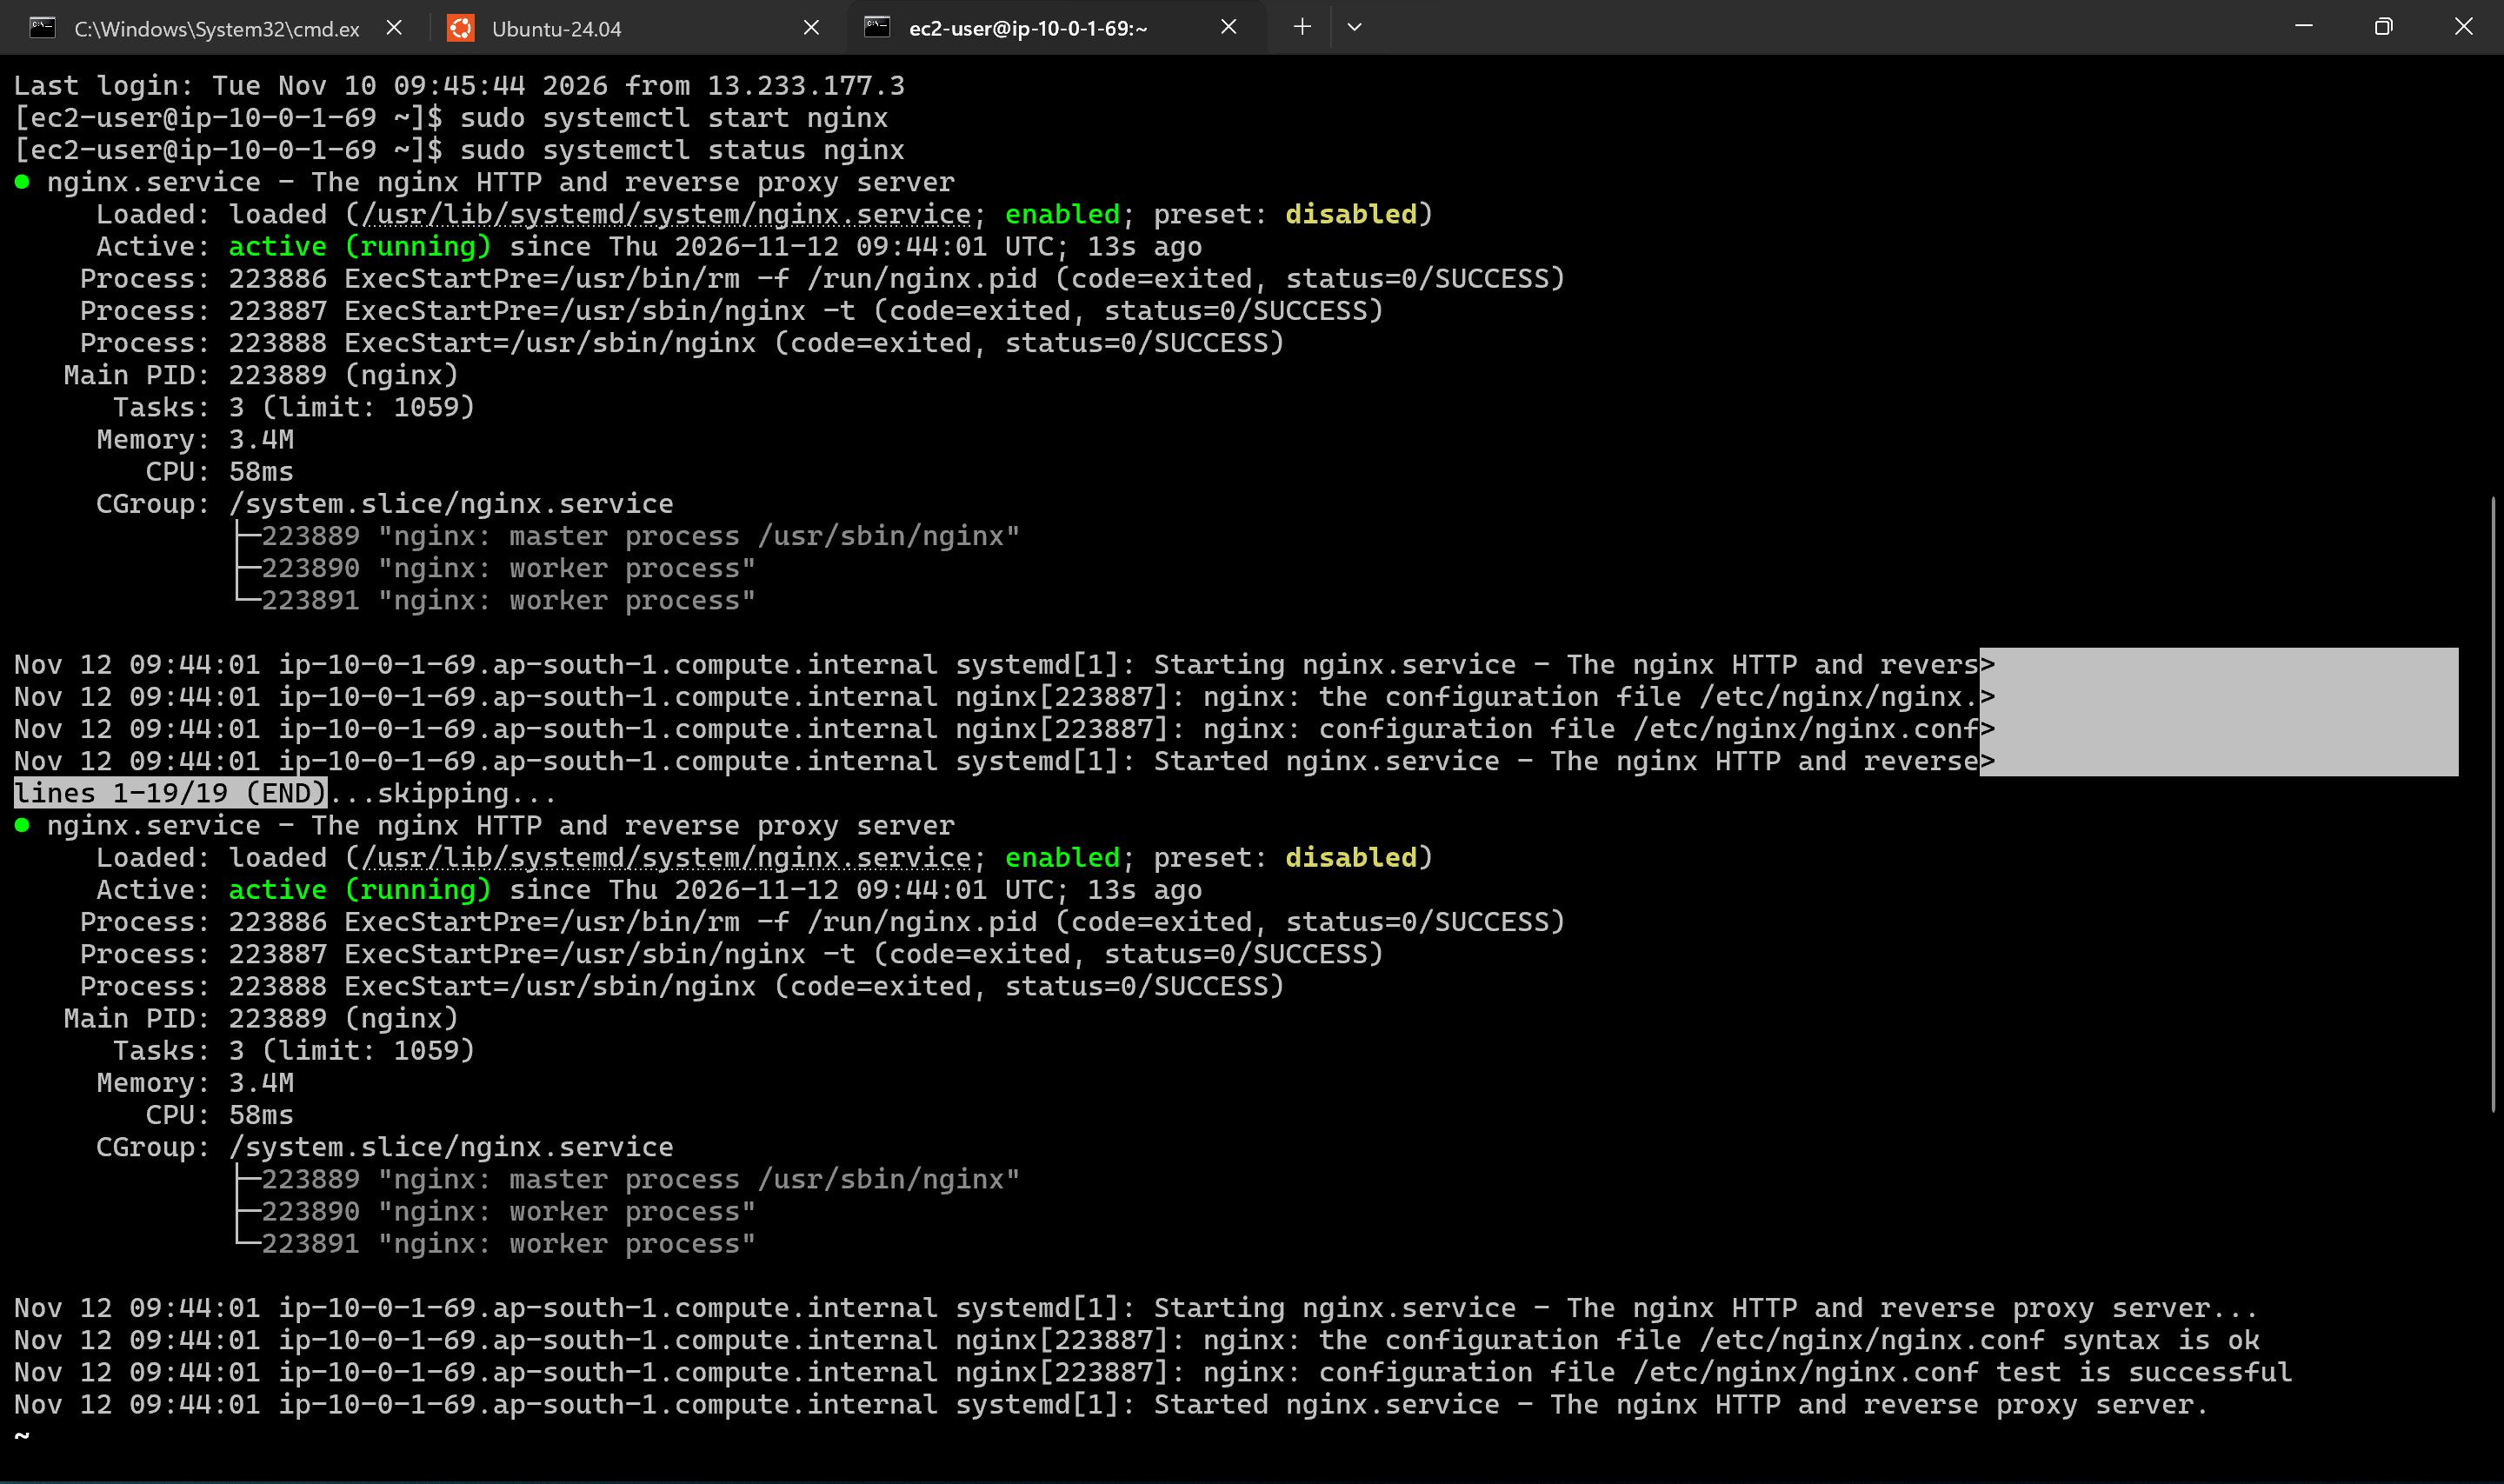 C:\Windows\System32\cmd.ex
Ubuntu-24.04
ec2-user@ip-10-0-1-69:~
Last login: Tue Nov 10 09:45:44 2026 from 13.233.177.3
[ec2-user@ip-10-0-1-69 ~]$ sudo systemctl start nginx
[ec2-user@ip-10-0-1-69 ~]$ sudo systemctl status nginx
● nginx.service - The nginx HTTP and reverse proxy server
     Loaded: loaded (/usr/lib/systemd/system/nginx.service; enabled; preset: disabled)
     Active: active (running) since Thu 2026-11-12 09:44:01 UTC; 13s ago
    Process: 223886 ExecStartPre=/usr/bin/rm -f /run/nginx.pid (code=exited, status=0/SUCCESS)
    Process: 223887 ExecStartPre=/usr/sbin/nginx -t (code=exited, status=0/SUCCESS)
    Process: 223888 ExecStart=/usr/sbin/nginx (code=exited, status=0/SUCCESS)
   Main PID: 223889 (nginx)
      Tasks: 3 (limit: 1059)
     Memory: 3.4M
        CPU: 58ms
     CGroup: /system.slice/nginx.service
             ├─223889 "nginx: master process /usr/sbin/nginx"
             ├─223890 "nginx: worker process"
             └─223891 "nginx: worker process"
Nov 12 09:44:01 ip-10-0-1-69.ap-south-1.compute.internal systemd[1]: Starting nginx.service - The nginx HTTP and revers>
Nov 12 09:44:01 ip-10-0-1-69.ap-south-1.compute.internal nginx[223887]: nginx: the configuration file /etc/nginx/nginx.>
Nov 12 09:44:01 ip-10-0-1-69.ap-south-1.compute.internal nginx[223887]: nginx: configuration file /etc/nginx/nginx.conf>
Nov 12 09:44:01 ip-10-0-1-69.ap-south-1.compute.internal systemd[1]: Started nginx.service - The nginx HTTP and reverse>
lines 1-19/19 (END)...skipping...
● nginx.service - The nginx HTTP and reverse proxy server
     Loaded: loaded (/usr/lib/systemd/system/nginx.service; enabled; preset: disabled)
     Active: active (running) since Thu 2026-11-12 09:44:01 UTC; 13s ago
    Process: 223886 ExecStartPre=/usr/bin/rm -f /run/nginx.pid (code=exited, status=0/SUCCESS)
    Process: 223887 ExecStartPre=/usr/sbin/nginx -t (code=exited, status=0/SUCCESS)
    Process: 223888 ExecStart=/usr/sbin/nginx (code=exited, status=0/SUCCESS)
   Main PID: 223889 (nginx)
      Tasks: 3 (limit: 1059)
     Memory: 3.4M
        CPU: 58ms
     CGroup: /system.slice/nginx.service
             ├─223889 "nginx: master process /usr/sbin/nginx"
             ├─223890 "nginx: worker process"
             └─223891 "nginx: worker process"
Nov 12 09:44:01 ip-10-0-1-69.ap-south-1.compute.internal systemd[1]: Starting nginx.service - The nginx HTTP and reverse proxy server...
Nov 12 09:44:01 ip-10-0-1-69.ap-south-1.compute.internal nginx[223887]: nginx: the configuration file /etc/nginx/nginx.conf syntax is ok
Nov 12 09:44:01 ip-10-0-1-69.ap-south-1.compute.internal nginx[223887]: nginx: configuration file /etc/nginx/nginx.conf test is successful
Nov 12 09:44:01 ip-10-0-1-69.ap-south-1.compute.internal systemd[1]: Started nginx.service - The nginx HTTP and reverse proxy server.
~